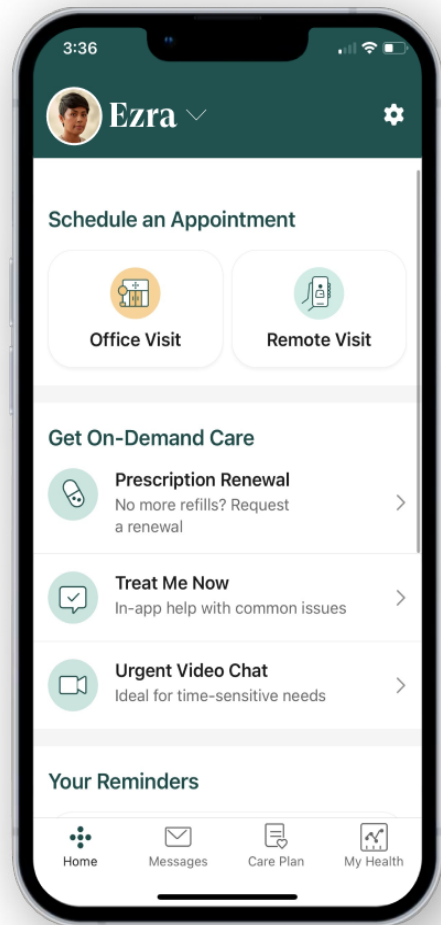 3:36
Ezra
Schedule an Appointment
Office Visit
Remote Visit
Get On-Demand Care
Prescription Renewal
No more refills? Request
a renewal
Treat Me Now
In-app help with common issues
Urgent Video Chat
Ideal for time-sensitive needs
Your Reminders
Home
Messages
Care Plan
My Health